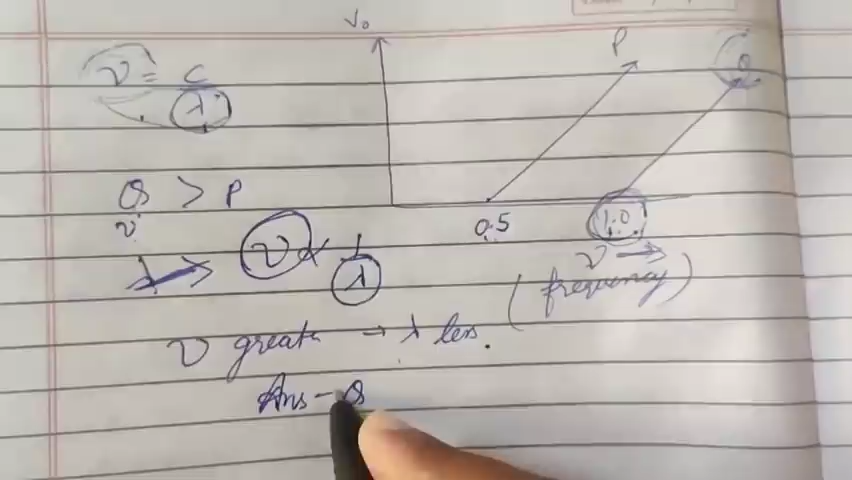 V₀
P
Q
ν = c
λ
0.5
1.0
ν →
(frequency)
Q > P
ν
λ → ν ∝ 1
λ
ν greater → λ less.
Ans - Q